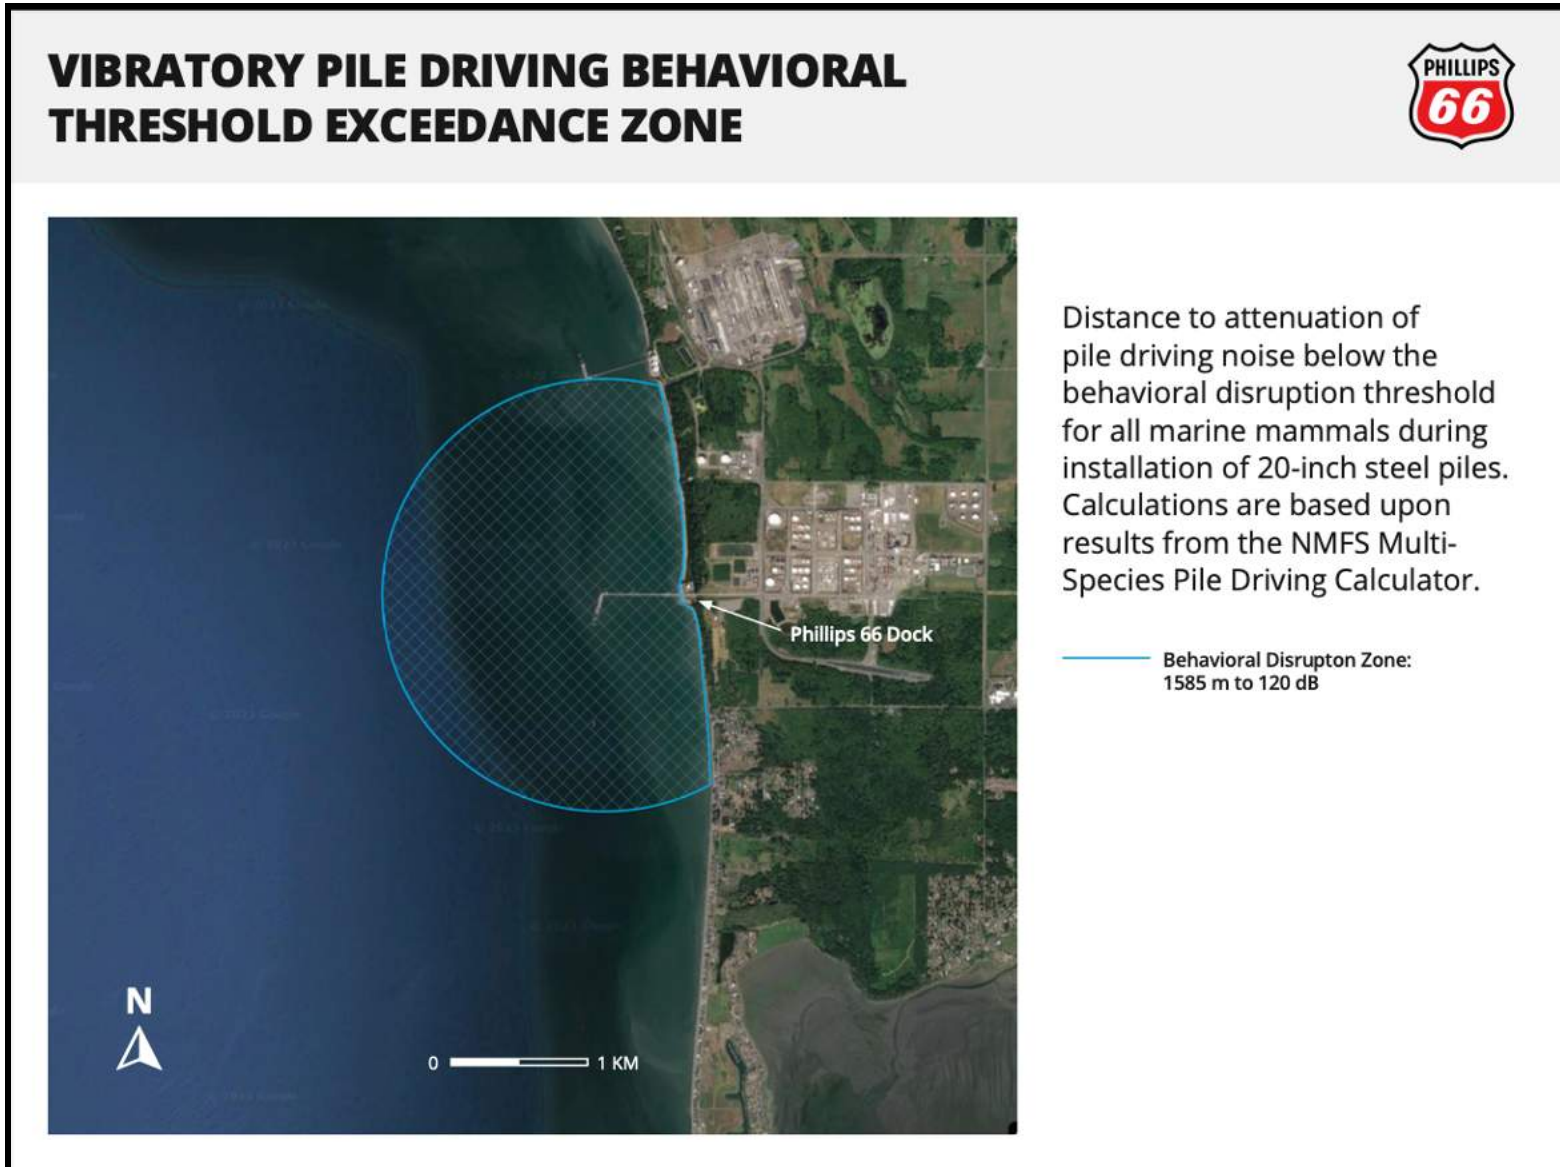 VIBRATORY PILE DRIVING BEHAVIORAL
THRESHOLD EXCEEDANCE ZONE
PHILLIPS
66
Distance to attenuation of
pile driving noise below the
behavioral disruption threshold
for all marine mammals during
installation of 20-inch steel piles.
Calculations are based upon
results from the NMFS Multi-
Species Pile Driving Calculator.
Phillips 66 Dock
Behavioral Disrupton Zone:
1585 m to 120 dB
N
0 1 KM